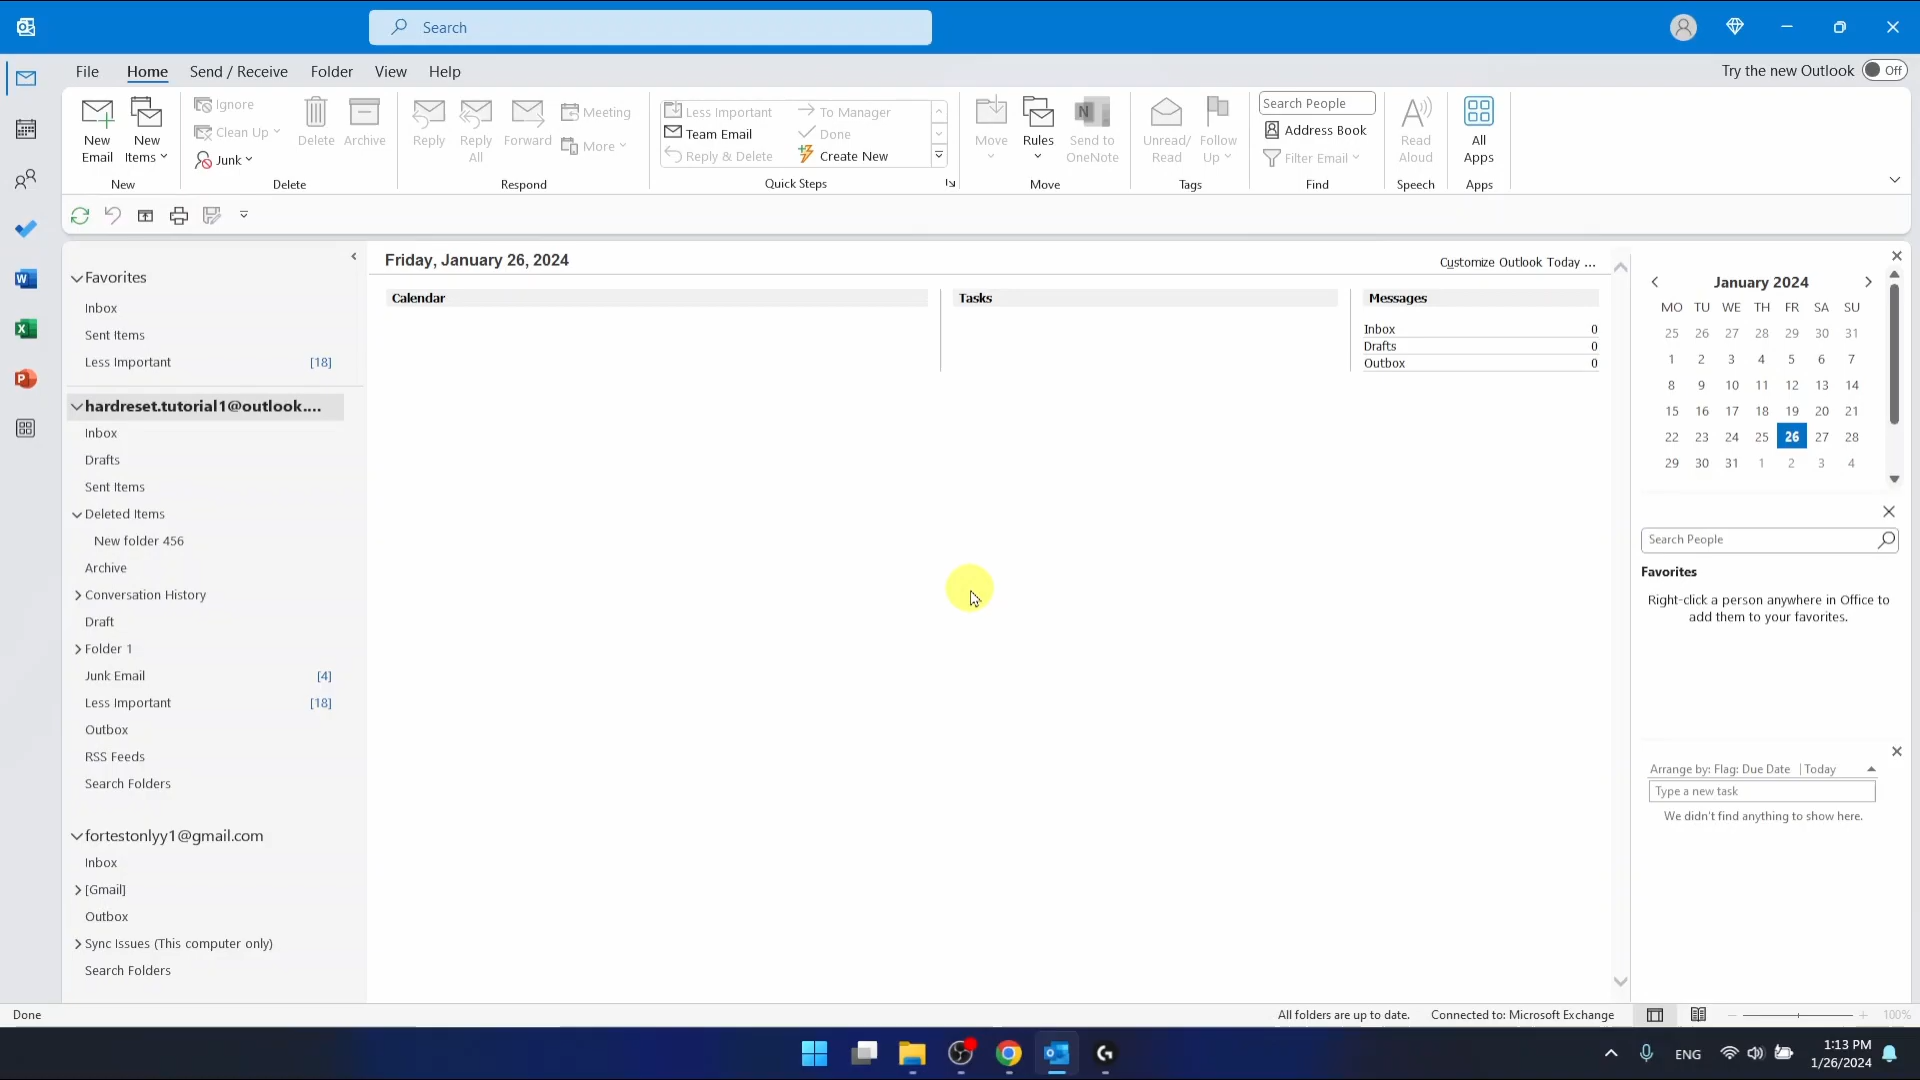 Search
File Home Send / Receive Folder View Help
Try the new Outlook Off
New Email
New Items
New
Ignore
Clean Up
Junk
Delete
Archive
Delete
Reply
Reply All
Forward
Meeting
More
Respond
Less Important
Team Email
Reply & Delete
To Manager
Done
Create New
Quick Steps
Move
Rules
N
Send to OneNote
Move
Unread/ Read
Follow Up
Tags
Search People
Address Book
Filter Email
Find
Read Aloud
Speech
All Apps
Apps
W
X
P
Favorites
Inbox
Sent Items
Less Important [18]
hardreset.tutorial1@outlook....
Inbox
Drafts
Sent Items
Deleted Items
New folder 456
Archive
Conversation History
Draft
Folder 1
Junk Email [4]
Less Important [18]
Outbox
RSS Feeds
Search Folders
fortestonlyy1@gmail.com
Inbox
[Gmail]
Outbox
Sync Issues (This computer only)
Search Folders
Friday, January 26, 2024
Customize Outlook Today ...
Calendar
Tasks
Messages
Inbox 0
Drafts 0
Outbox 0
January 2024
MO TU WE TH FR SA SU
25 26 27 28 29 30 31
1 2 3 4 5 6 7
8 9 10 11 12 13 14
15 16 17 18 19 20 21
22 23 24 25 26 27 28
29 30 31 1 2 3 4
Search People
Favorites
Right-click a person anywhere in Office to
add them to your favorites.
Arrange by: Flag: Due Date | Today
Type a new task
We didn't find anything to show here.
Done
All folders are up to date.
Connected to: Microsoft Exchange
100%
ENG
1:13 PM
1/26/2024